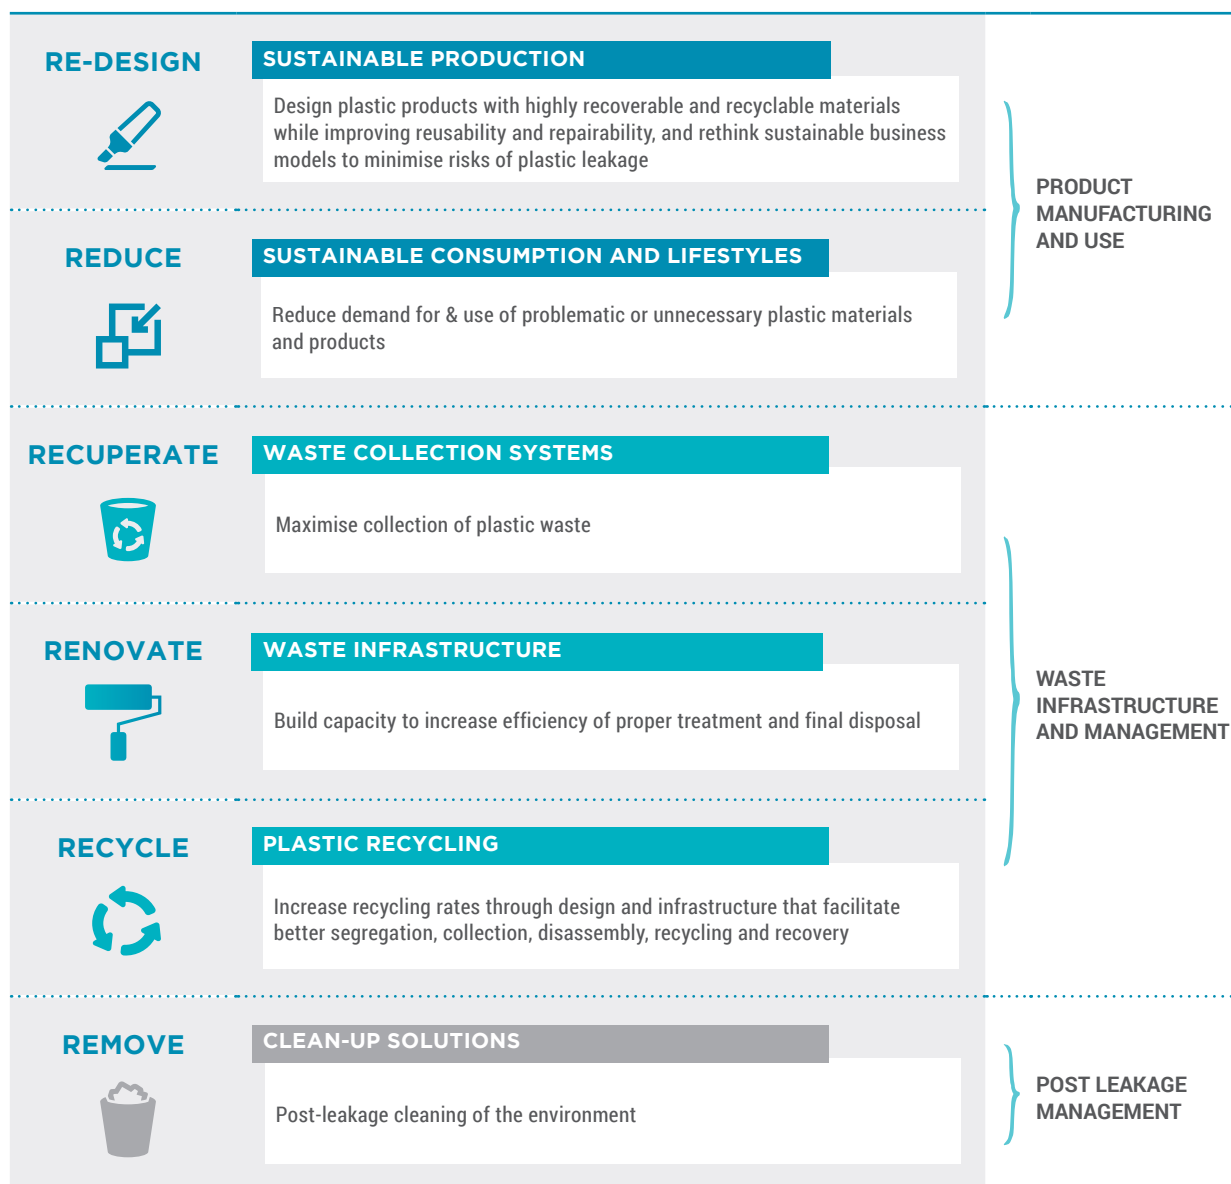 RE-DESIGN
SUSTAINABLE PRODUCTION
Design plastic products with highly recoverable and recyclable materials
while improving reusability and repairability, and rethink sustainable business
models to minimise risks of plastic leakage
PRODUCT
MANUFACTURING
AND USE
REDUCE
SUSTAINABLE CONSUMPTION AND LIFESTYLES
Reduce demand for & use of problematic or unnecessary plastic materials
and products
RECUPERATE
WASTE COLLECTION SYSTEMS
Maximise collection of plastic waste
RENOVATE
WASTE INFRASTRUCTURE
Build capacity to increase efficiency of proper treatment and final disposal
WASTE
INFRASTRUCTURE
AND MANAGEMENT
RECYCLE
PLASTIC RECYCLING
Increase recycling rates through design and infrastructure that facilitate
better segregation, collection, disassembly, recycling and recovery
REMOVE
CLEAN-UP SOLUTIONS
Post-leakage cleaning of the environment
POST LEAKAGE
MANAGEMENT